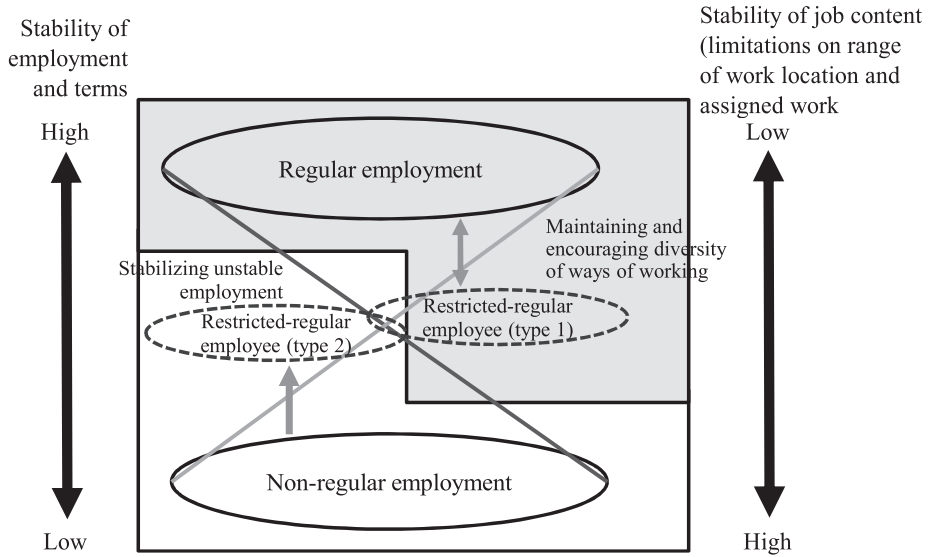 Stability of
employment
and terms
High
Low
Stability of job content
(limitations on range
of work location and
assigned work
Low
High
Regular employment
Maintaining and
encouraging diversity
of ways of working
Stabilizing unstable
employment
Restricted-regular
employee (type 2)
Restricted-regular
employee (type 1)
Non-regular employment